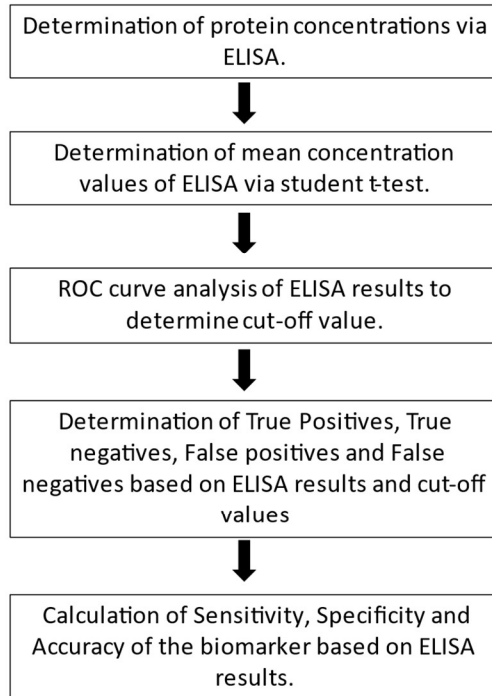 Determination of protein concentrations via
ELISA.
Determination of mean concentration
values of ELISA via student t-test.
ROC curve analysis of ELISA results to
determine cut-off value.
Determination of True Positives, True
negatives, False positives and False
negatives based on ELISA results and cut-off
values
Calculation of Sensitivity, Specificity and
Accuracy of the biomarker based on ELISA
results.